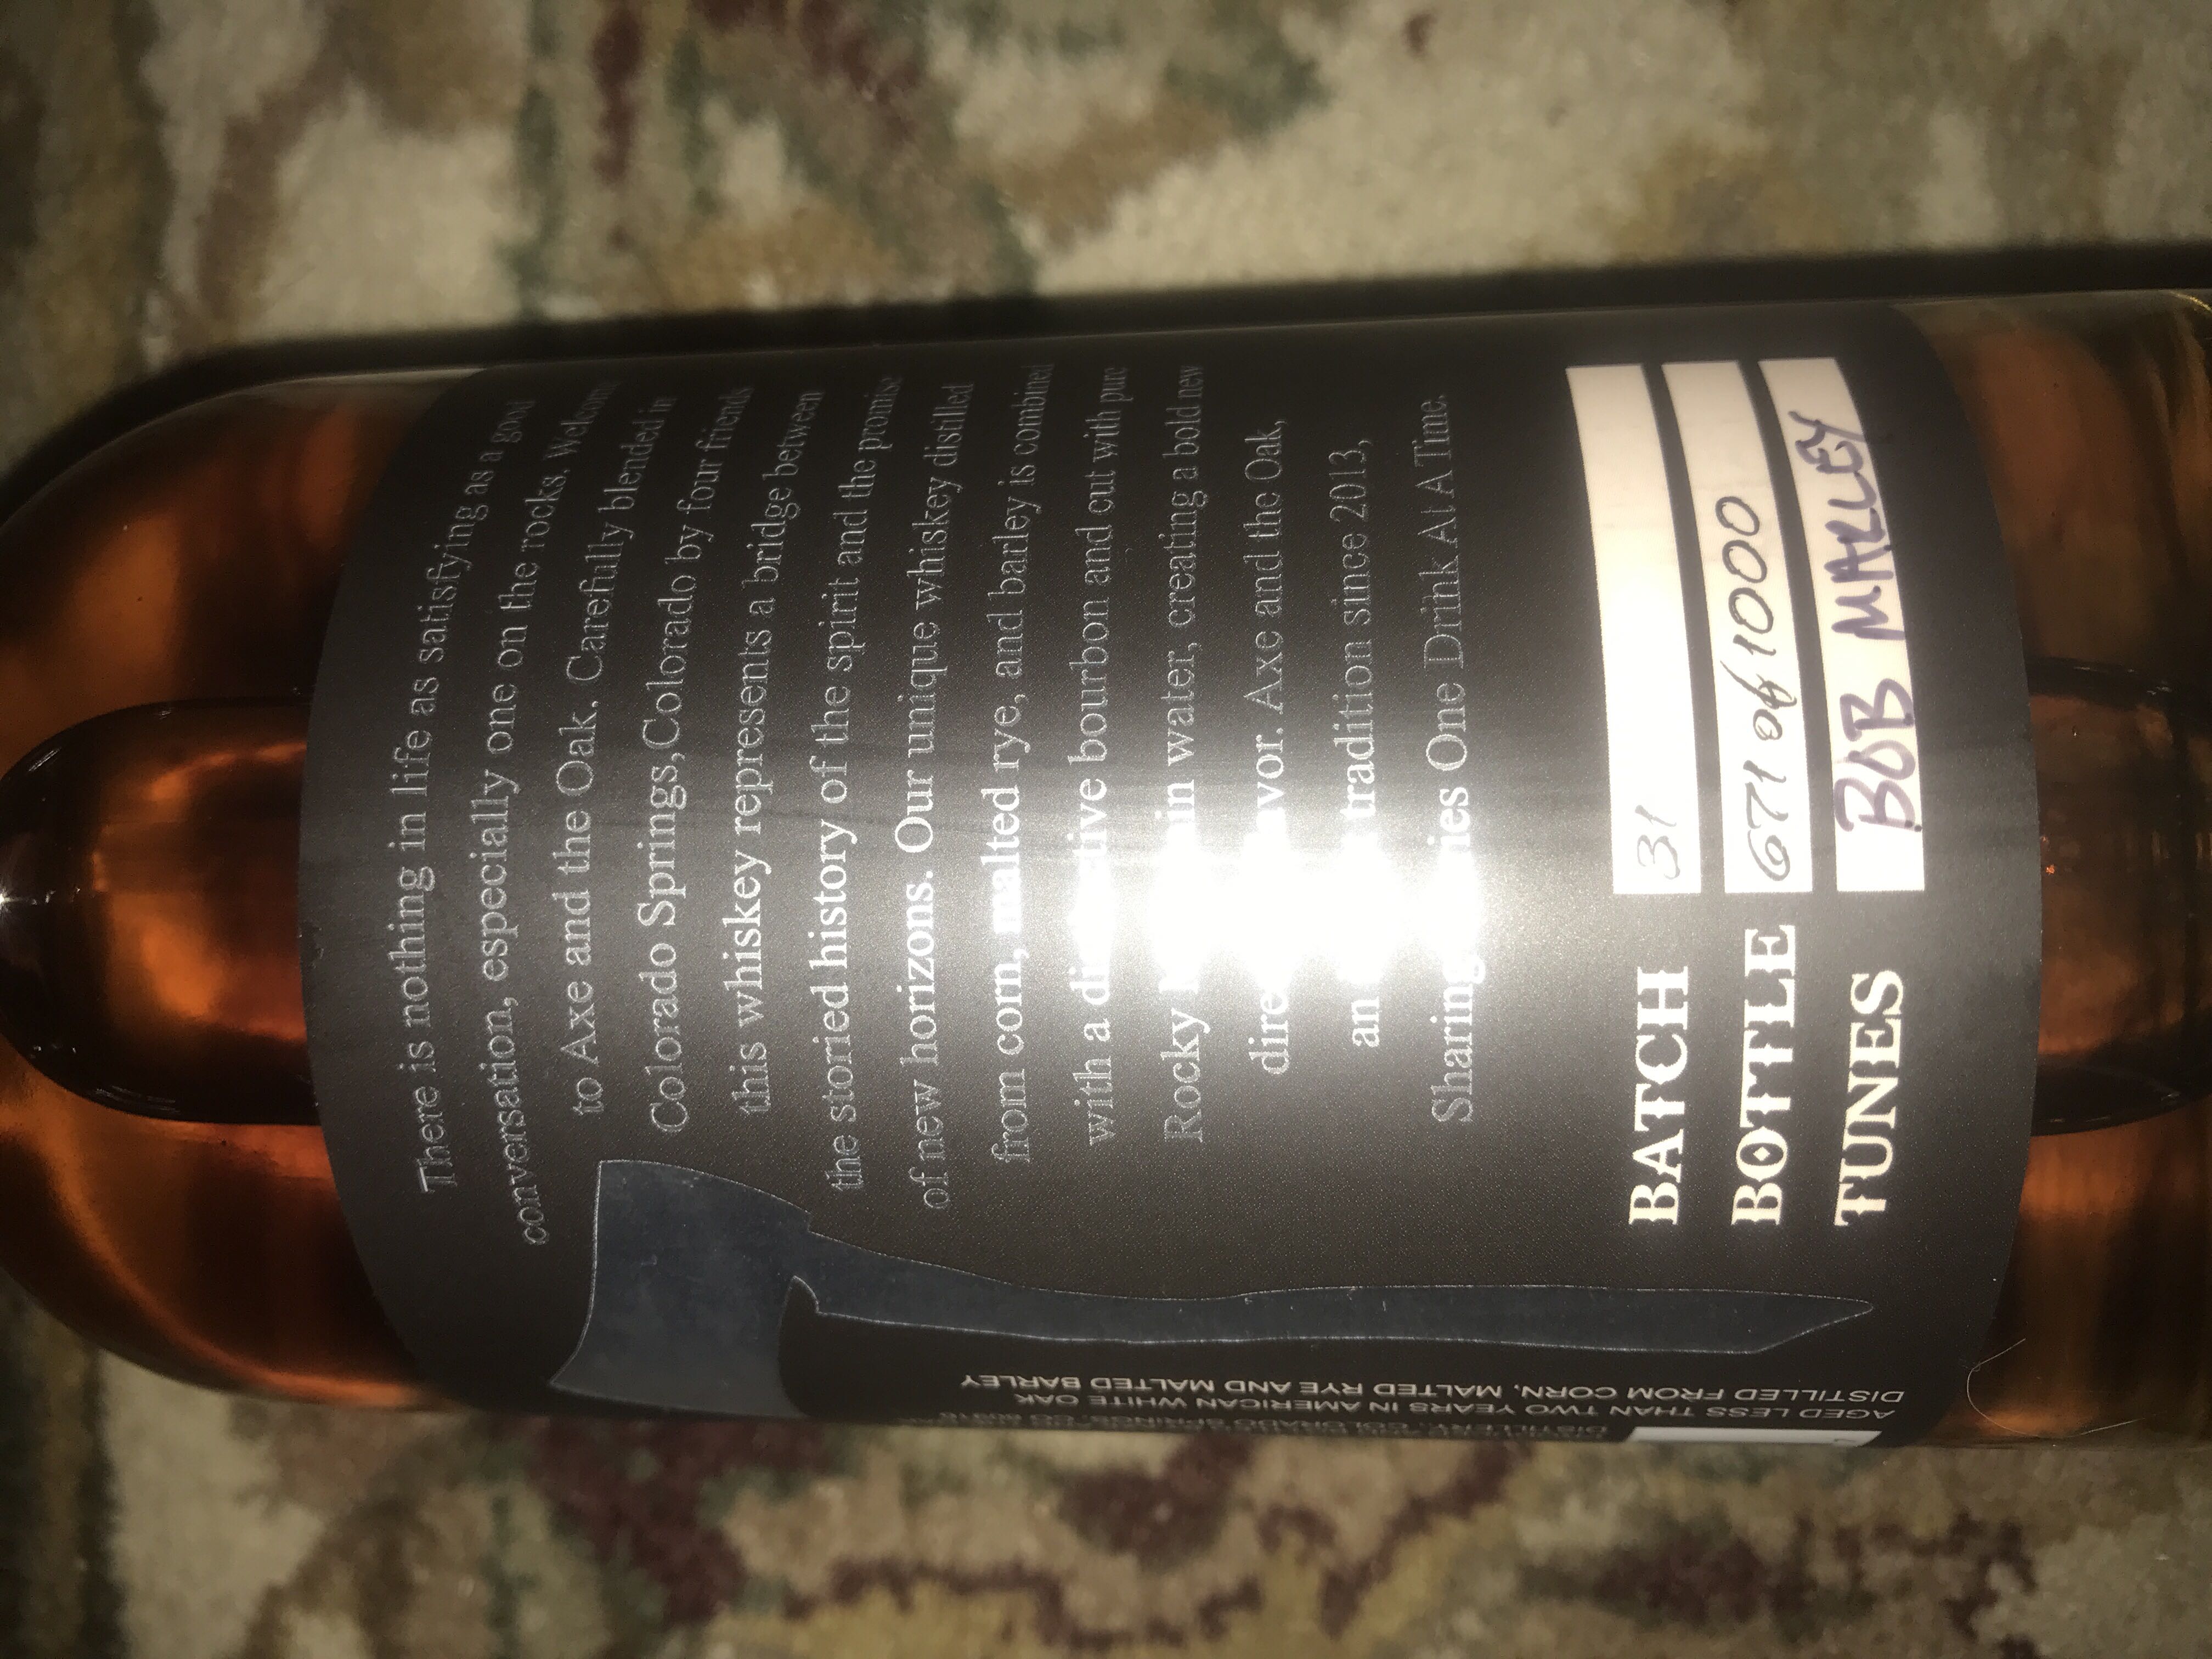 There is nothing in life as satisfying as a good
conversation, especially one on the rocks. Welcome
to Axe and the Oak. Carefully blended in
Colorado Springs, Colorado by four friends
this whiskey represents a bridge between
the storied history of the spirit and the promise
of new horizons. Our unique whiskey distilled
from corn, malted rye, and barley is combined
with a bourbon and cut with pure
Rocky water, creating a bold new
Axe and the Oak,
an tradition since 2013,
Sharing One Drink At A Time.
BATCH 31
BOTTLE 671 of 1000
TUNES BOB MARLEY
DISTILLED FROM CORN, MALTED RYE AND MALTED BARLEY
AGED LESS THAN TWO YEARS IN AMERICAN WHITE OAK
COLORADO SPRINGS, CO